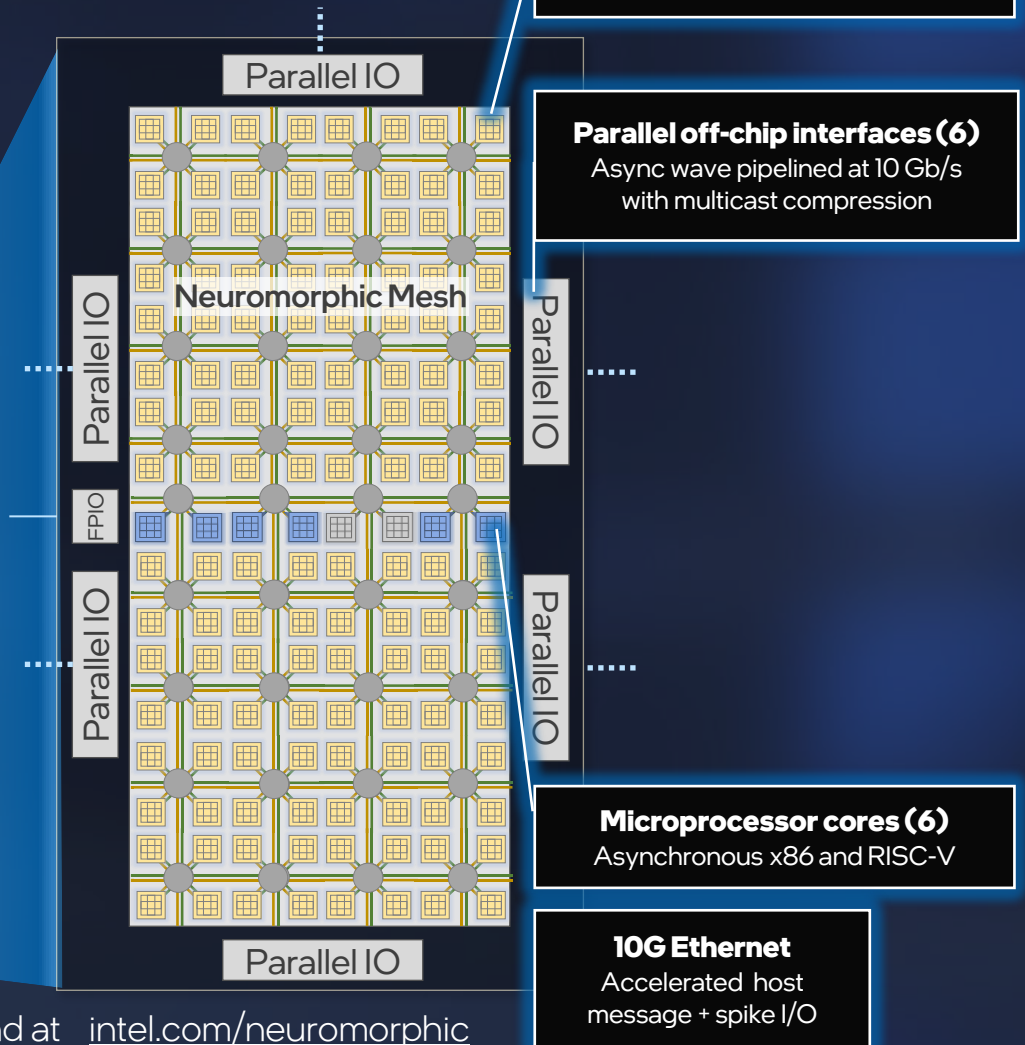 Parallel IO
Parallel off-chip interfaces (6)
Async wave pipelined at 10 Gb/s
with multicast compression
Neuromorphic Mesh
Parallel IO
Parallel IO
FPIO
Parallel IO
Parallel IO
Microprocessor cores (6)
Asynchronous x86 and RISC-V
10G Ethernet
Accelerated host
message + spike I/O
Parallel IO
at intel.com/neuromorphic